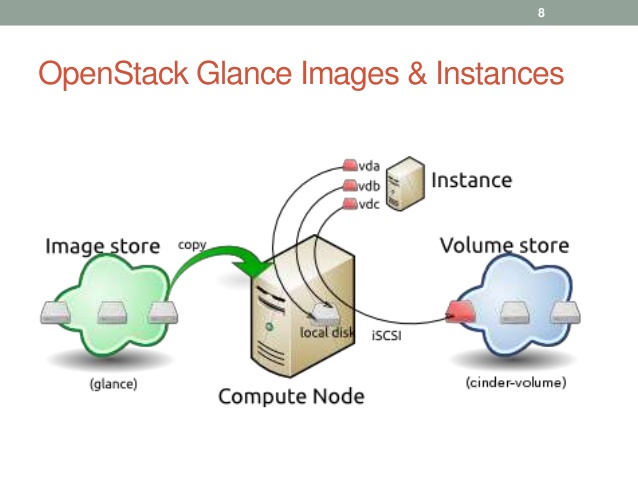 8
OpenStack Glance Images & Instances
vda
vdb
vdc
Instance
Image store
copy
Volume store
local disk
iSCSI
(glance)
Compute Node
(cinder-volume)